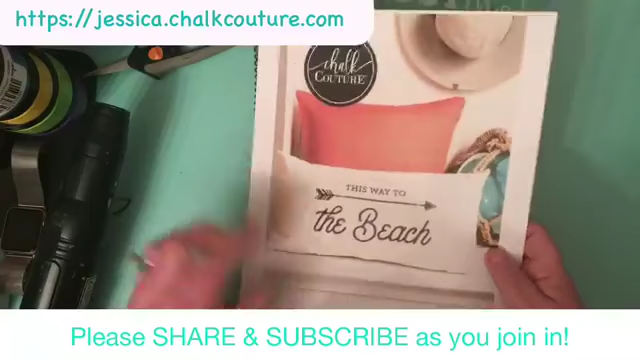 https://jessica.chalkcouture.com
chalk
COUTURE
THIS WAY TO
the Beach
Please SHARE & SUBSCRIBE as you join in!